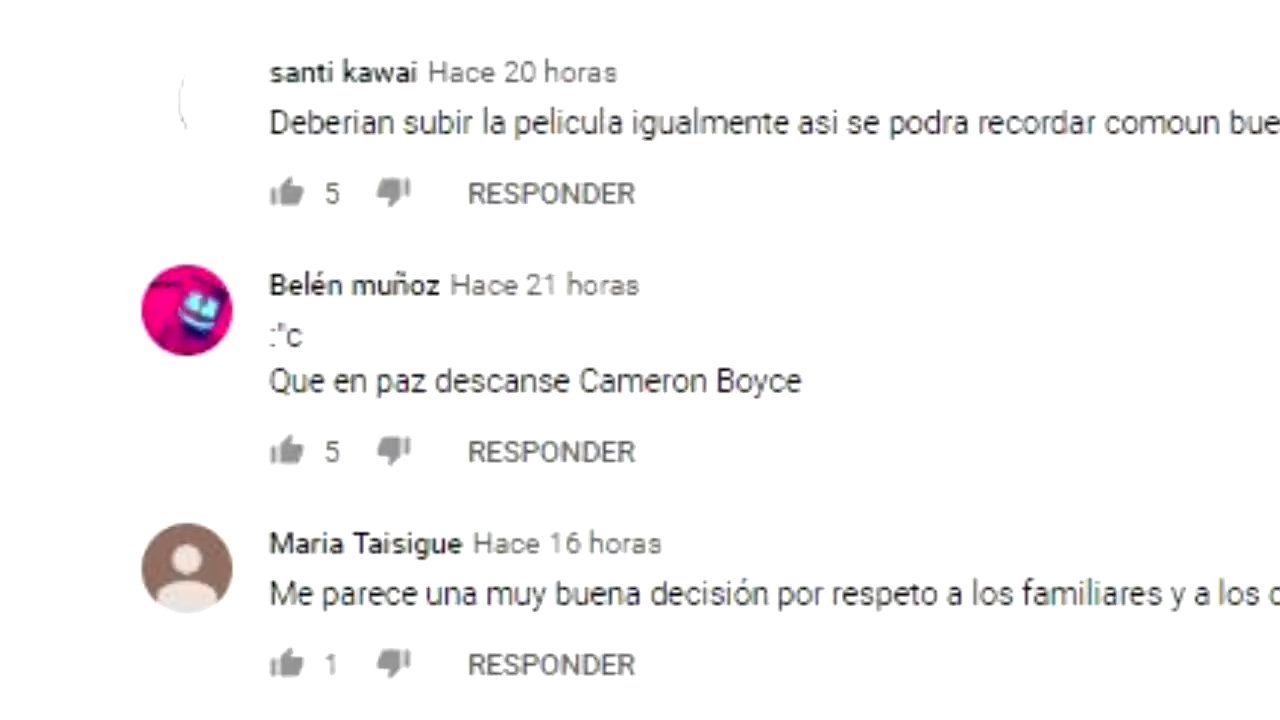 santi kawai Hace 20 horas
Deberian subir la pelicula igualmente asi se podra recordar comoun bue
5 RESPONDER
Belén muñoz Hace 21 horas
:"c
Que en paz descanse Cameron Boyce
5 RESPONDER
Maria Taisigue Hace 16 horas
Me parece una muy buena decisión por respeto a los familiares y a los
1 RESPONDER